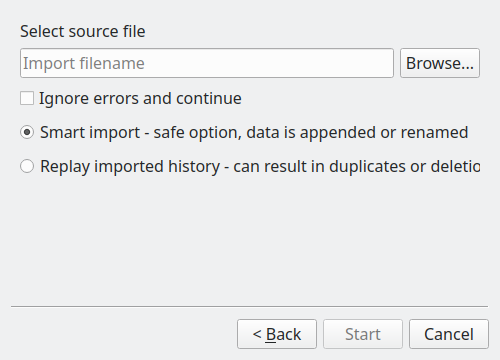 Select source file
Import filename
Browse...
Ignore errors and continue
Smart import - safe option, data is appended or renamed
Replay imported history - can result in duplicates or deletio
< Back
Start
Cancel